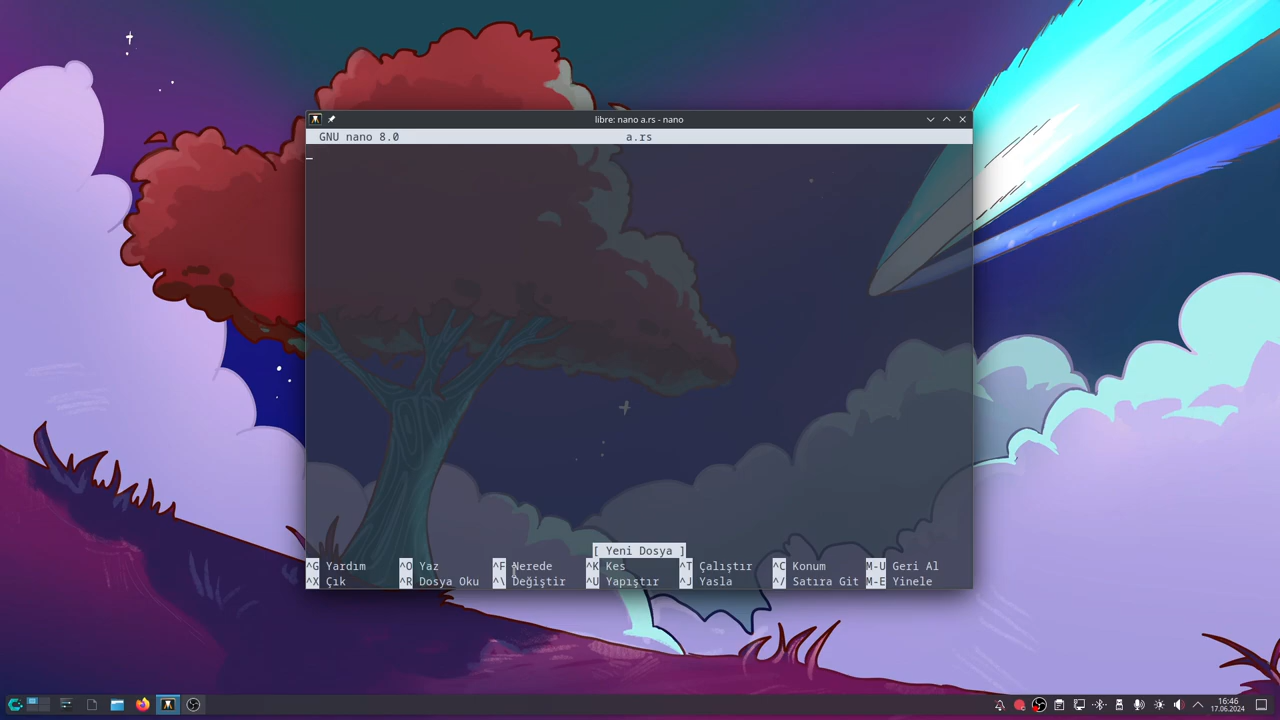 libre: nano a.rs - nano
GNU nano 8.0 a.rs
[ Yeni Dosya ]
^G Yardım ^O Yaz ^F Nerede ^K Kes ^T Çalıştır ^C Konum M-U Geri Al
^X Çık ^R Dosya Oku ^\ Değiştir ^U Yapıştır ^J Yasla ^/ Satıra Git M-E Yinele
16:46
17.06.2024